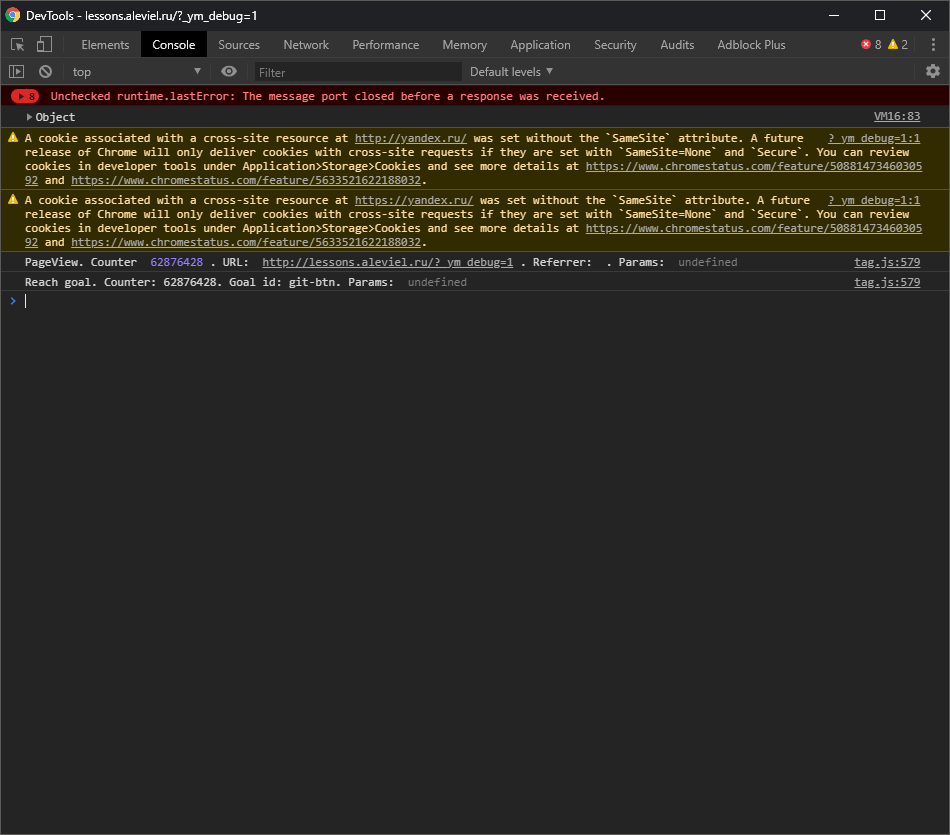 DevTools - lessons.aleviel.ru/?_ym_debug=1
Elements Console Sources Network Performance Memory Application Security Audits Adblock Plus 8 2
top Filter Default levels
8 Unchecked runtime.lastError: The message port closed before a response was received.
Object VM16:83
A cookie associated with a cross-site resource at http://yandex.ru/ was set without the `SameSite` attribute. A future ?_ym_debug=1:1
release of Chrome will only deliver cookies with cross-site requests if they are set with `SameSite=None` and `Secure`. You can review
cookies in developer tools under Application>Storage>Cookies and see more details at https://www.chromestatus.com/feature/50881473460305
92 and https://www.chromestatus.com/feature/5633521622188032.
A cookie associated with a cross-site resource at https://yandex.ru/ was set without the `SameSite` attribute. A future ?_ym_debug=1:1
release of Chrome will only deliver cookies with cross-site requests if they are set with `SameSite=None` and `Secure`. You can review
cookies in developer tools under Application>Storage>Cookies and see more details at https://www.chromestatus.com/feature/50881473460305
92 and https://www.chromestatus.com/feature/5633521622188032.
PageView. Counter 62876428 . URL: http://lessons.aleviel.ru/?_ym_debug=1 . Referrer: . Params: undefined tag.js:579
Reach goal. Counter: 62876428. Goal id: git-btn. Params: undefined tag.js:579